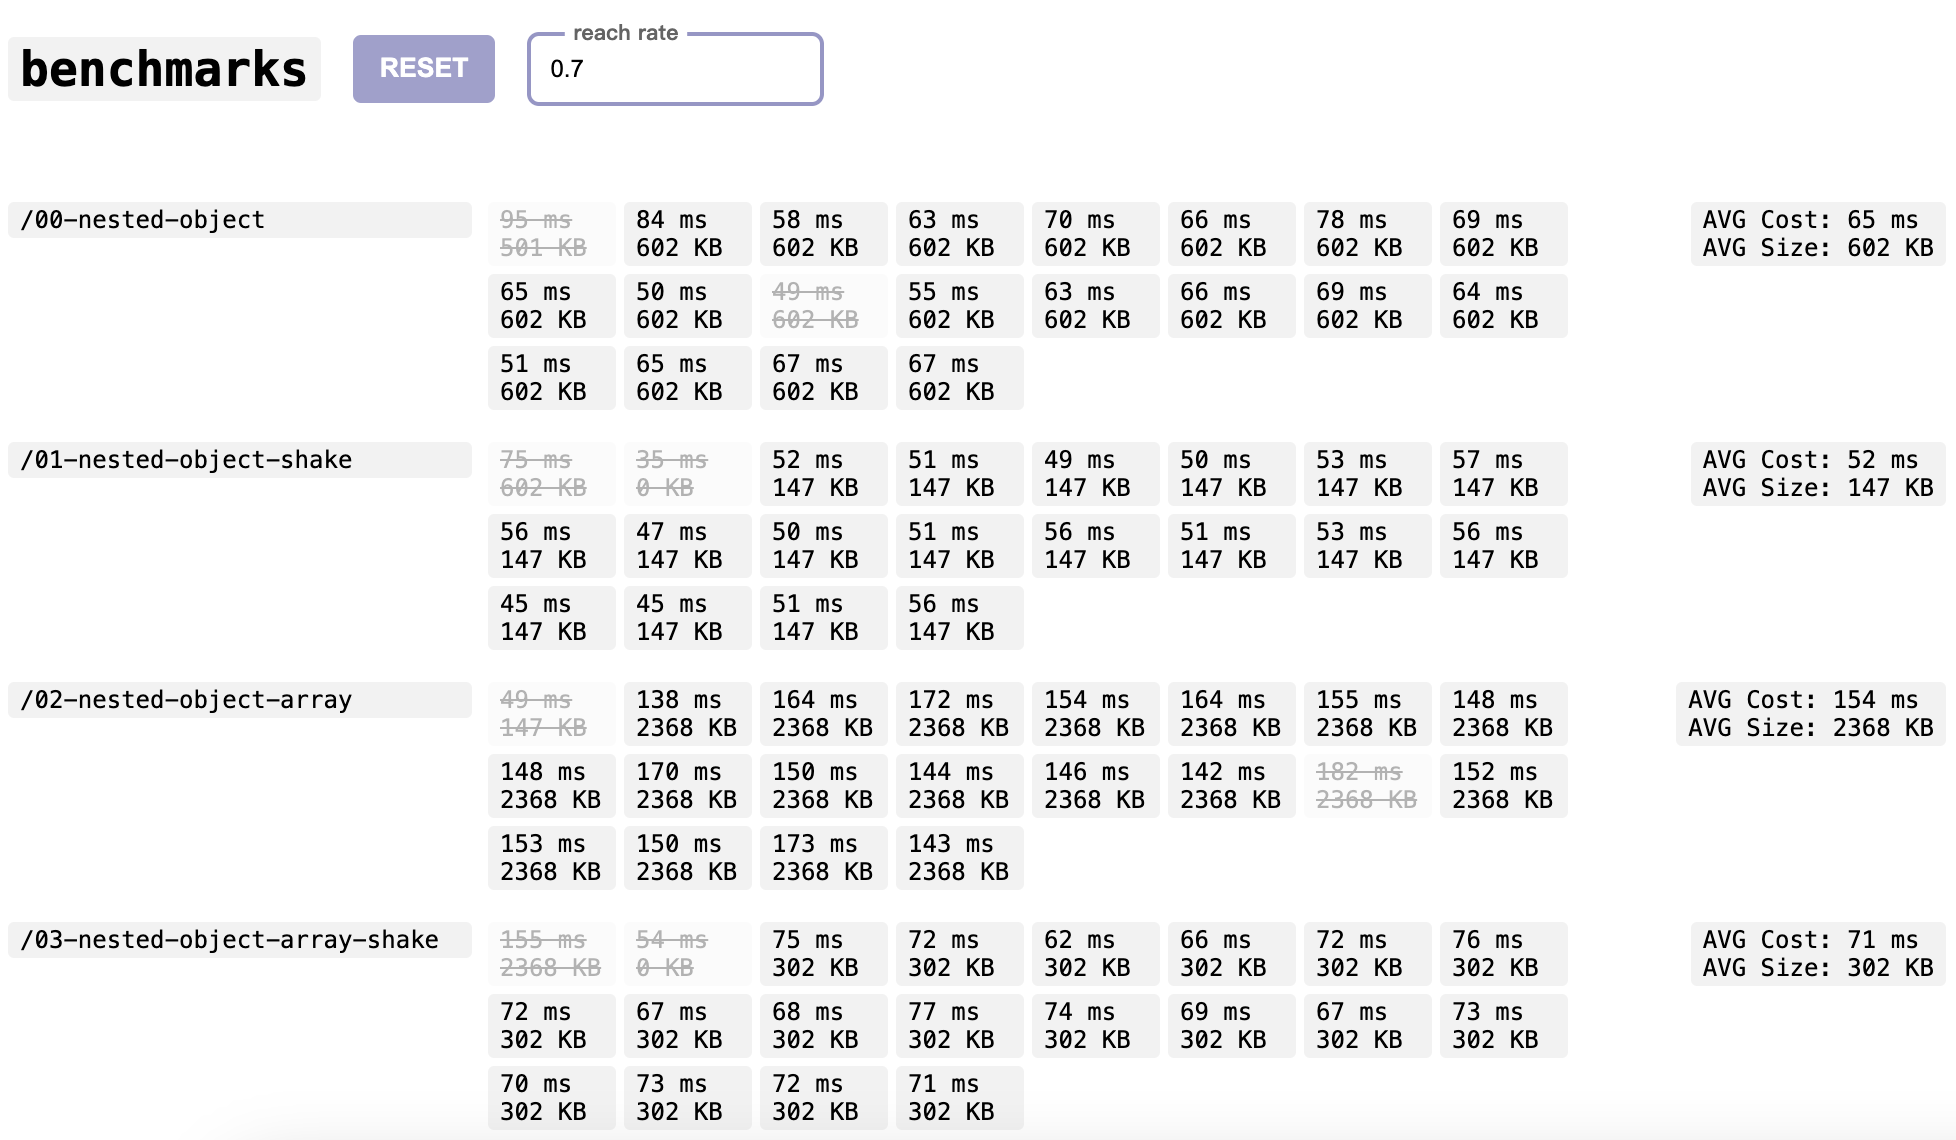 benchmarks
RESET
reach rate
0.7
/00-nested-object
95 ms 84 ms 58 ms 63 ms 70 ms 66 ms 78 ms 69 ms
501 KB 602 KB 602 KB 602 KB 602 KB 602 KB 602 KB 602 KB
65 ms 50 ms 49 ms 55 ms 63 ms 66 ms 69 ms 64 ms
602 KB 602 KB 602 KB 602 KB 602 KB 602 KB 602 KB 602 KB
51 ms 65 ms 67 ms 67 ms
602 KB 602 KB 602 KB 602 KB
AVG Cost: 65 ms
AVG Size: 602 KB
/01-nested-object-shake
75 ms 35 ms 52 ms 51 ms 49 ms 50 ms 53 ms 57 ms
602 KB 0 KB 147 KB 147 KB 147 KB 147 KB 147 KB 147 KB
56 ms 47 ms 50 ms 51 ms 56 ms 51 ms 53 ms 56 ms
147 KB 147 KB 147 KB 147 KB 147 KB 147 KB 147 KB 147 KB
45 ms 45 ms 51 ms 56 ms
147 KB 147 KB 147 KB 147 KB
AVG Cost: 52 ms
AVG Size: 147 KB
/02-nested-object-array
49 ms 138 ms 164 ms 172 ms 154 ms 164 ms 155 ms 148 ms
147 KB 2368 KB 2368 KB 2368 KB 2368 KB 2368 KB 2368 KB 2368 KB
148 ms 170 ms 150 ms 144 ms 146 ms 142 ms 182 ms 152 ms
2368 KB 2368 KB 2368 KB 2368 KB 2368 KB 2368 KB 2368 KB 2368 KB
153 ms 150 ms 173 ms 143 ms
2368 KB 2368 KB 2368 KB 2368 KB
AVG Cost: 154 ms
AVG Size: 2368 KB
/03-nested-object-array-shake
155 ms 54 ms 75 ms 72 ms 62 ms 66 ms 72 ms 76 ms
2368 KB 0 KB 302 KB 302 KB 302 KB 302 KB 302 KB 302 KB
72 ms 67 ms 68 ms 77 ms 74 ms 69 ms 67 ms 73 ms
302 KB 302 KB 302 KB 302 KB 302 KB 302 KB 302 KB 302 KB
70 ms 73 ms 72 ms 71 ms
302 KB 302 KB 302 KB 302 KB
AVG Cost: 71 ms
AVG Size: 302 KB